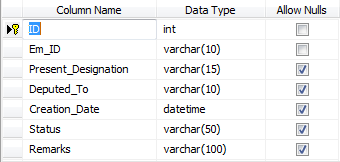 Column Name Data Type Allow Nulls
ID int
Em_ID varchar(10)
Present_Designation varchar(15)
Deputed_To varchar(10)
Creation_Date datetime
Status varchar(50)
Remarks varchar(100)